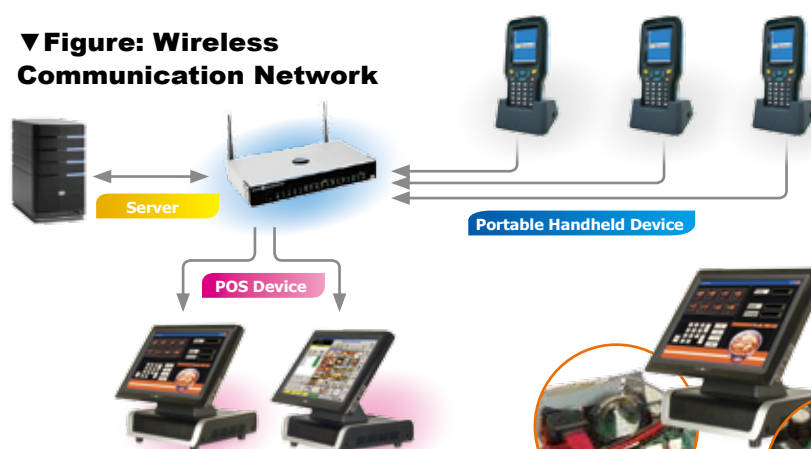 ▼Figure: Wireless
Communication Network
Server
Portable Handheld Device
POS Device